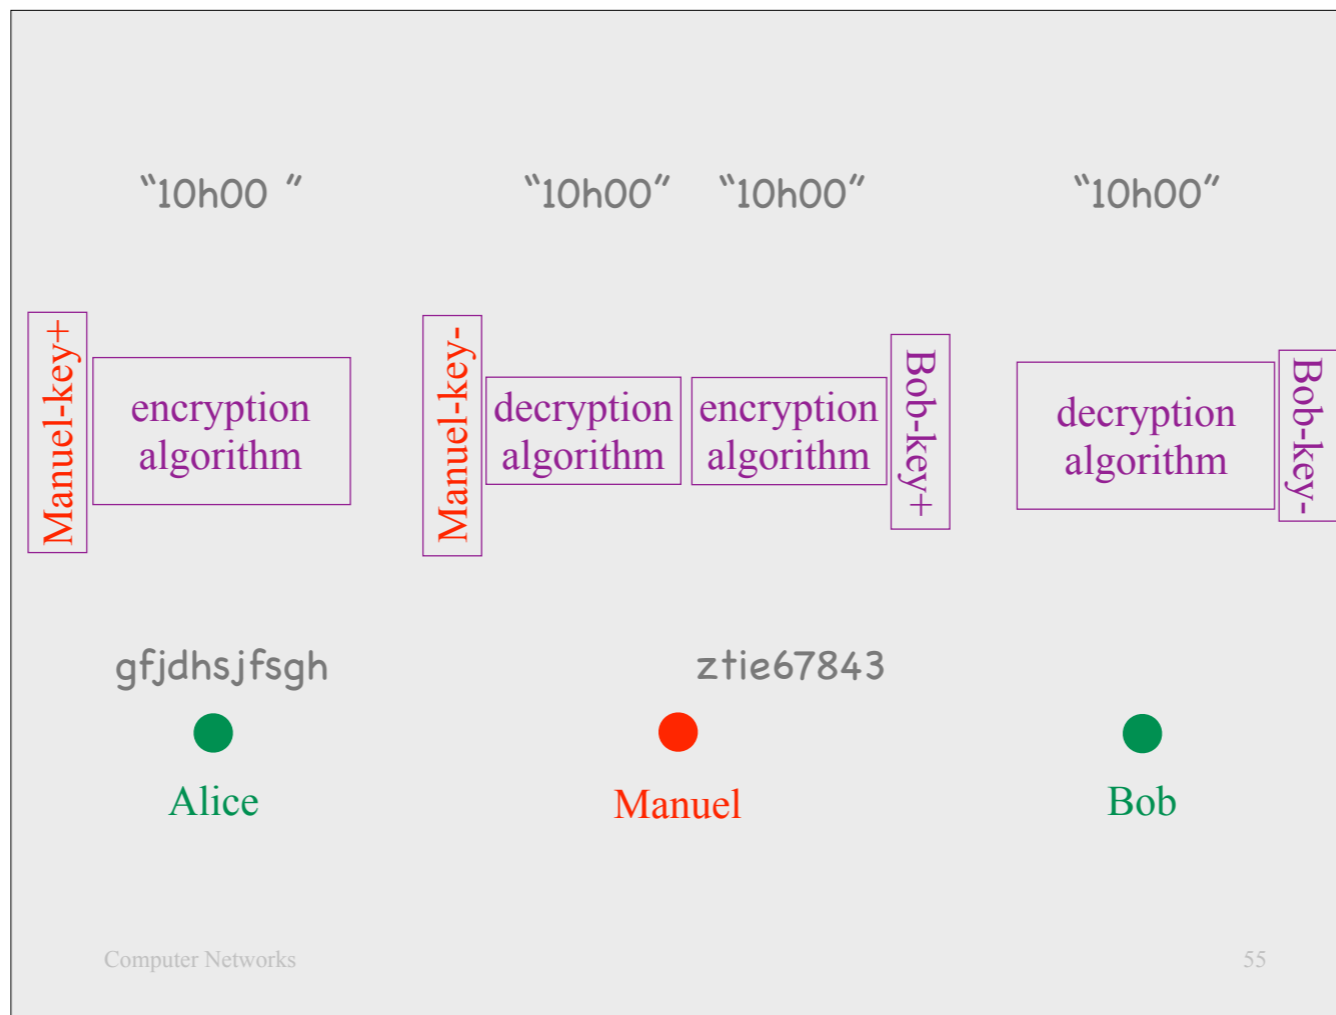 “10h00 ”
“10h00”
“10h00”
“10h00”
Manuel-key+
encryption
algorithm
Manuel-key-
decryption
algorithm
encryption
algorithm
Bob-key+
decryption
algorithm
Bob-key-
gfjdhsjfsgh
ztie67843
Alice
Manuel
Bob
Computer Networks
55